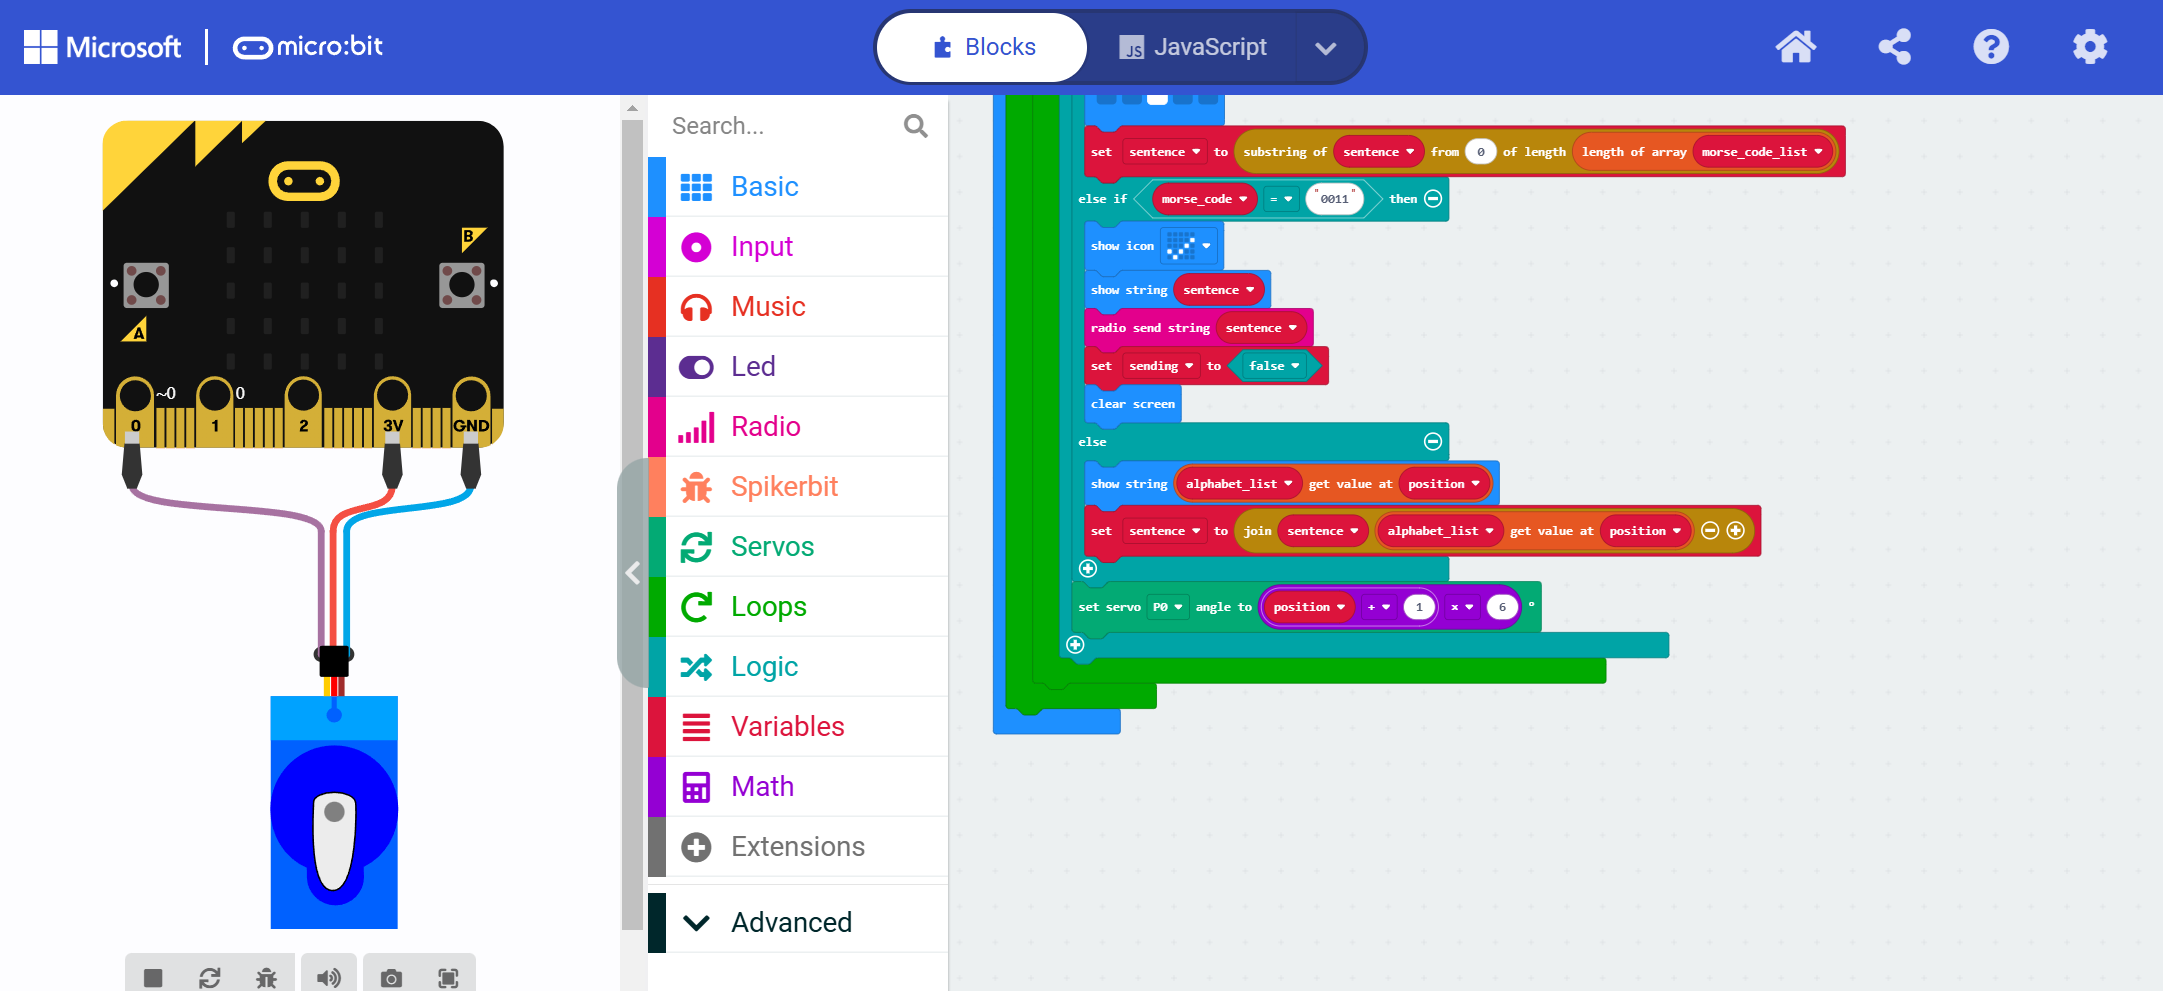 Microsoft micro:bit Blocks JS JavaScript
B
A
~0 0
0 1 2 3V GND
Search...
Basic
Input
Music
Led
Radio
Spikerbit
Servos
Loops
Logic
Variables
Math
Extensions
Advanced
set sentence to substring of sentence from 0 of length length of array morse_code_list
else if morse_code = "0011" then
show icon
show string sentence
radio send string sentence
set sending to false
clear screen
else
show string alphabet_list get value at position
set sentence to join sentence alphabet_list get value at position
set servo P0 angle to position + 1 x 6 °